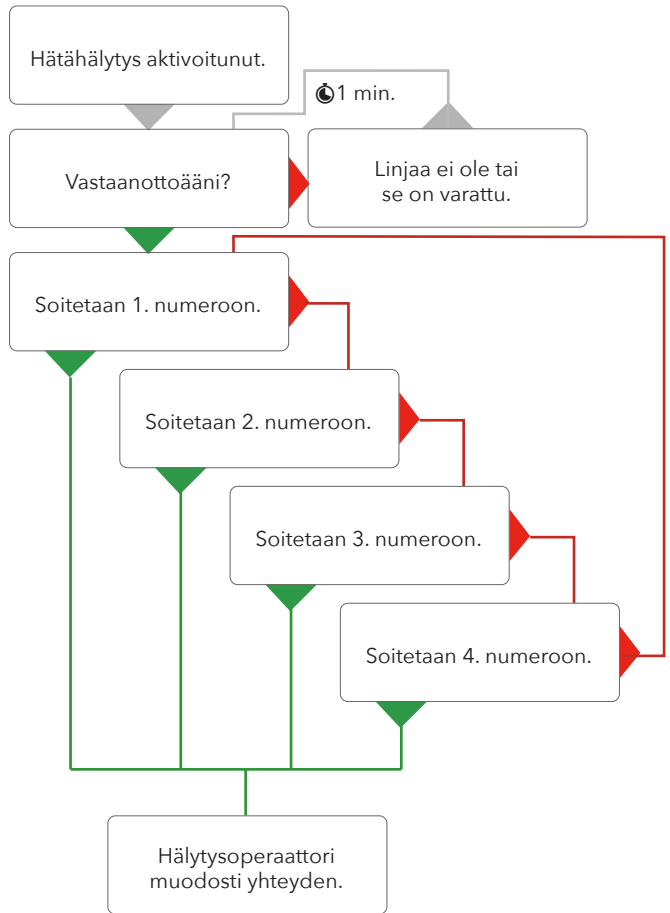 Hätähälytys aktivoitunut.
1 min.
Vastaanottoääni?
Linjaa ei ole tai
se on varattu.
Soitetaan 1. numeroon.
Soitetaan 2. numeroon.
Soitetaan 3. numeroon.
Soitetaan 4. numeroon.
Hälytysoperaattori
muodosti yhteyden.